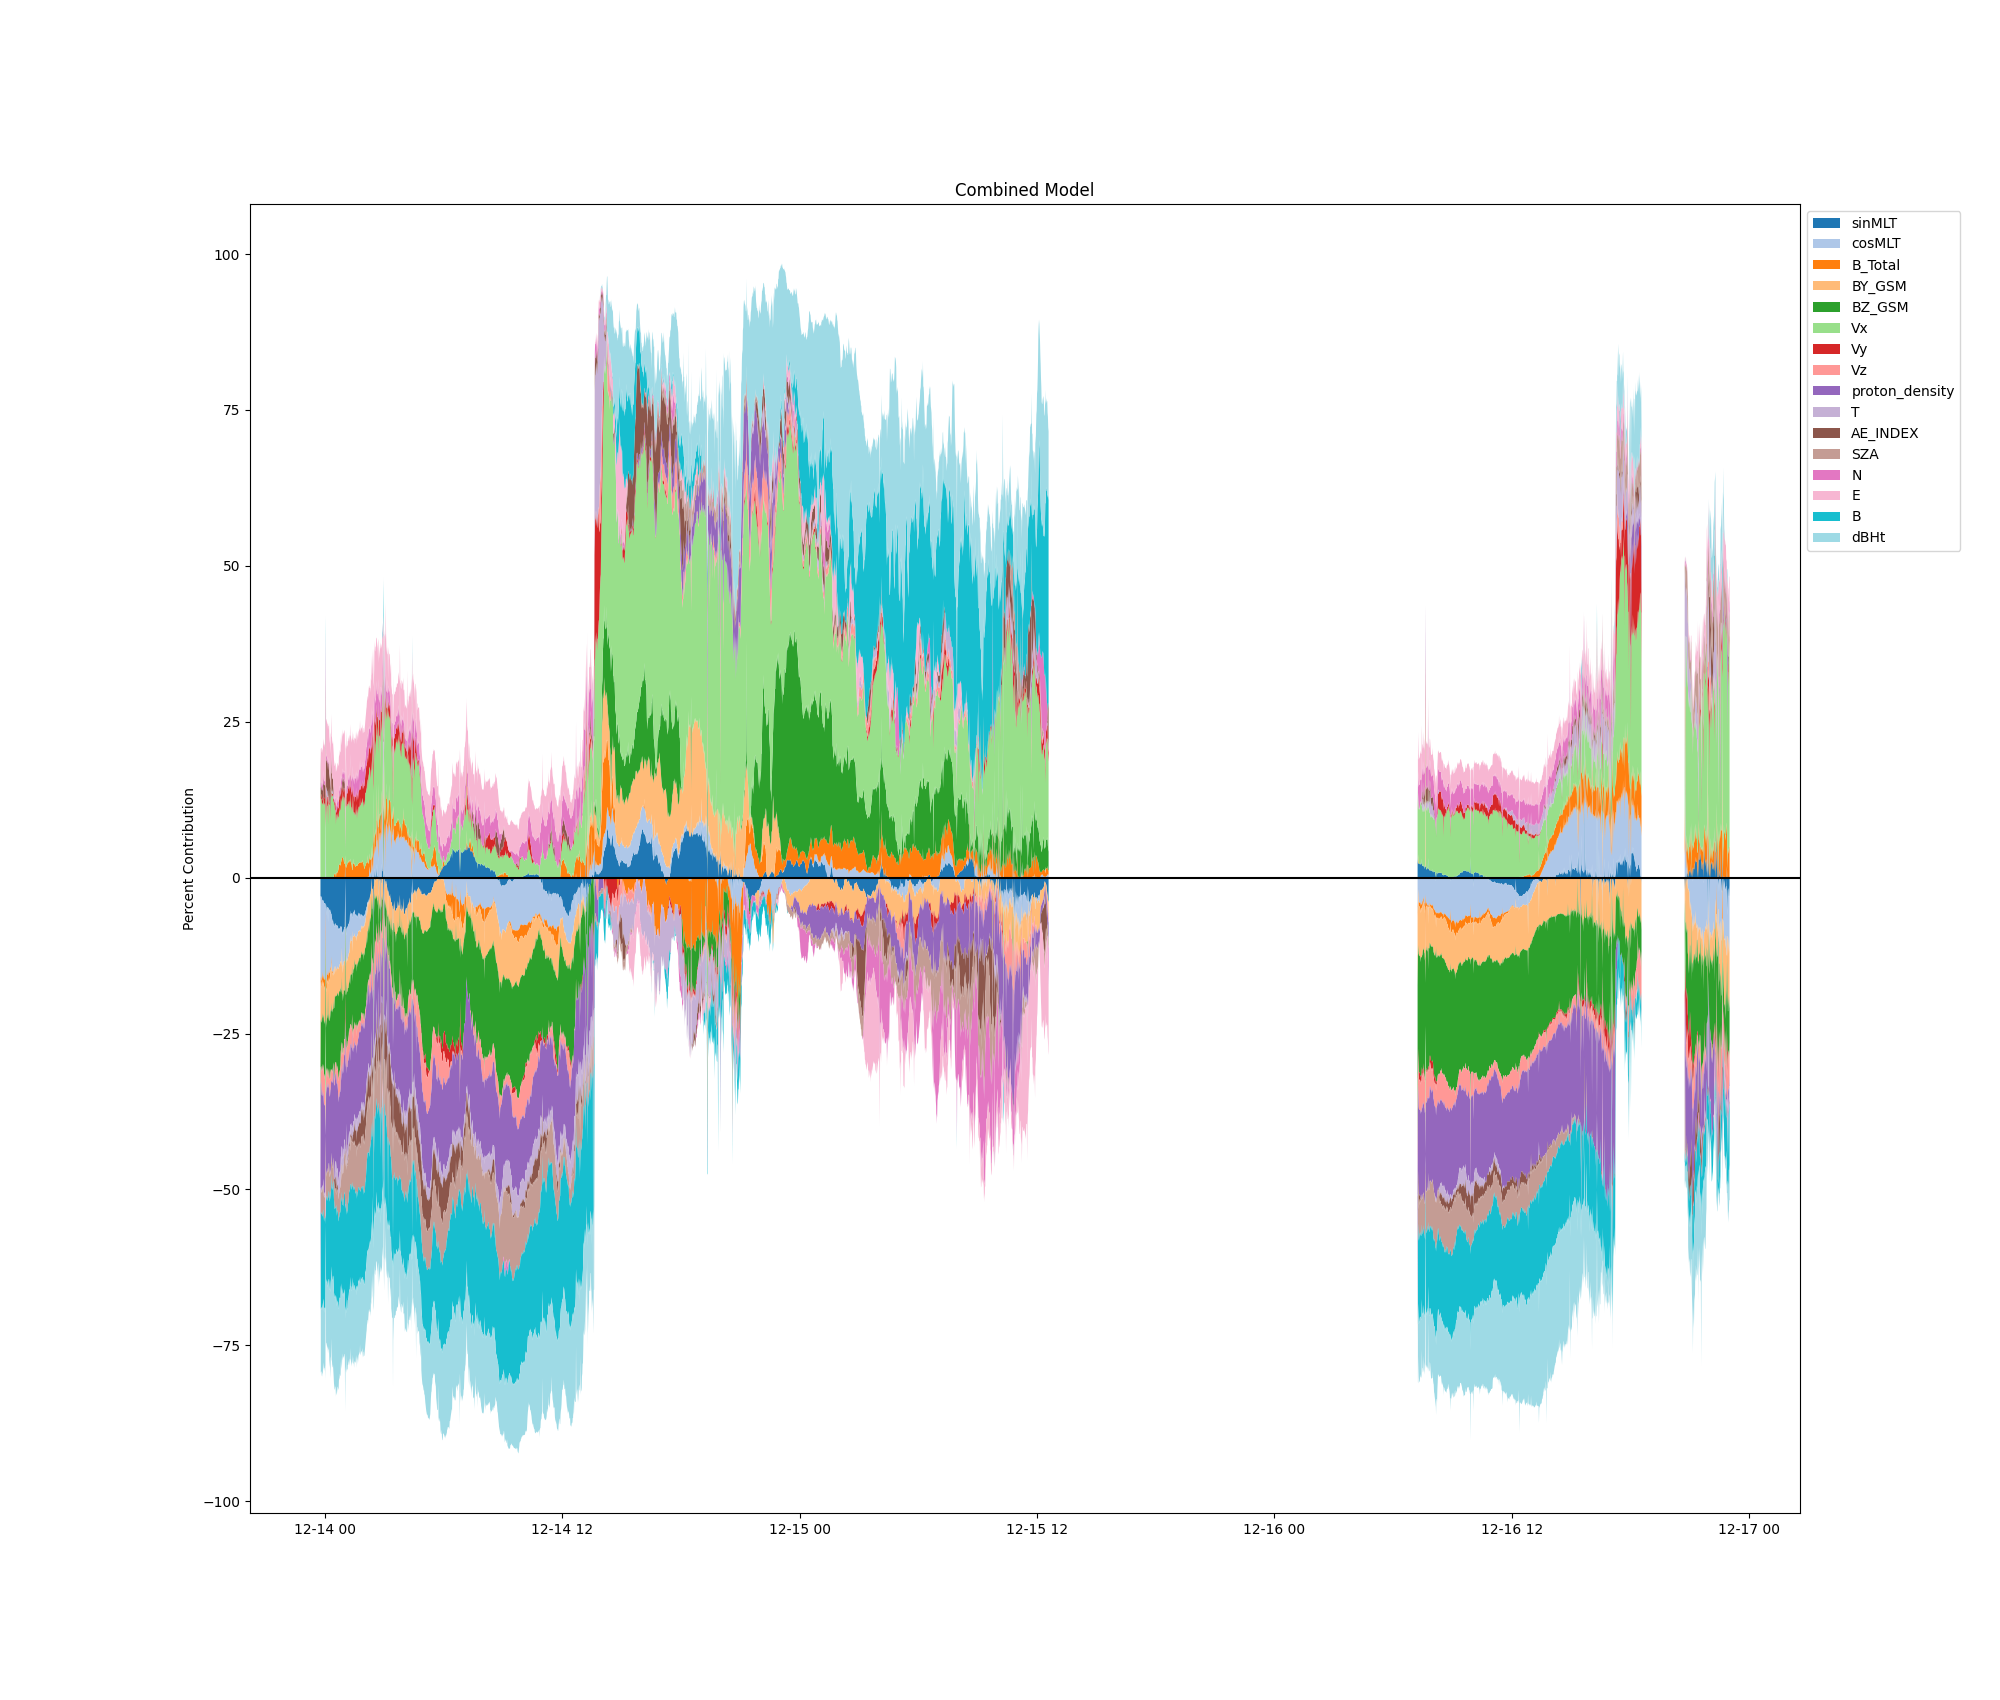 Combined Model
Percent Contribution
100
75
50
25
0
−25
−50
−75
−100
12-14 00
12-14 12
12-15 00
12-15 12
12-16 00
12-16 12
12-17 00
sinMLT
cosMLT
B_Total
BY_GSM
BZ_GSM
Vx
Vy
Vz
proton_density
T
AE_INDEX
SZA
N
E
B
dBHt